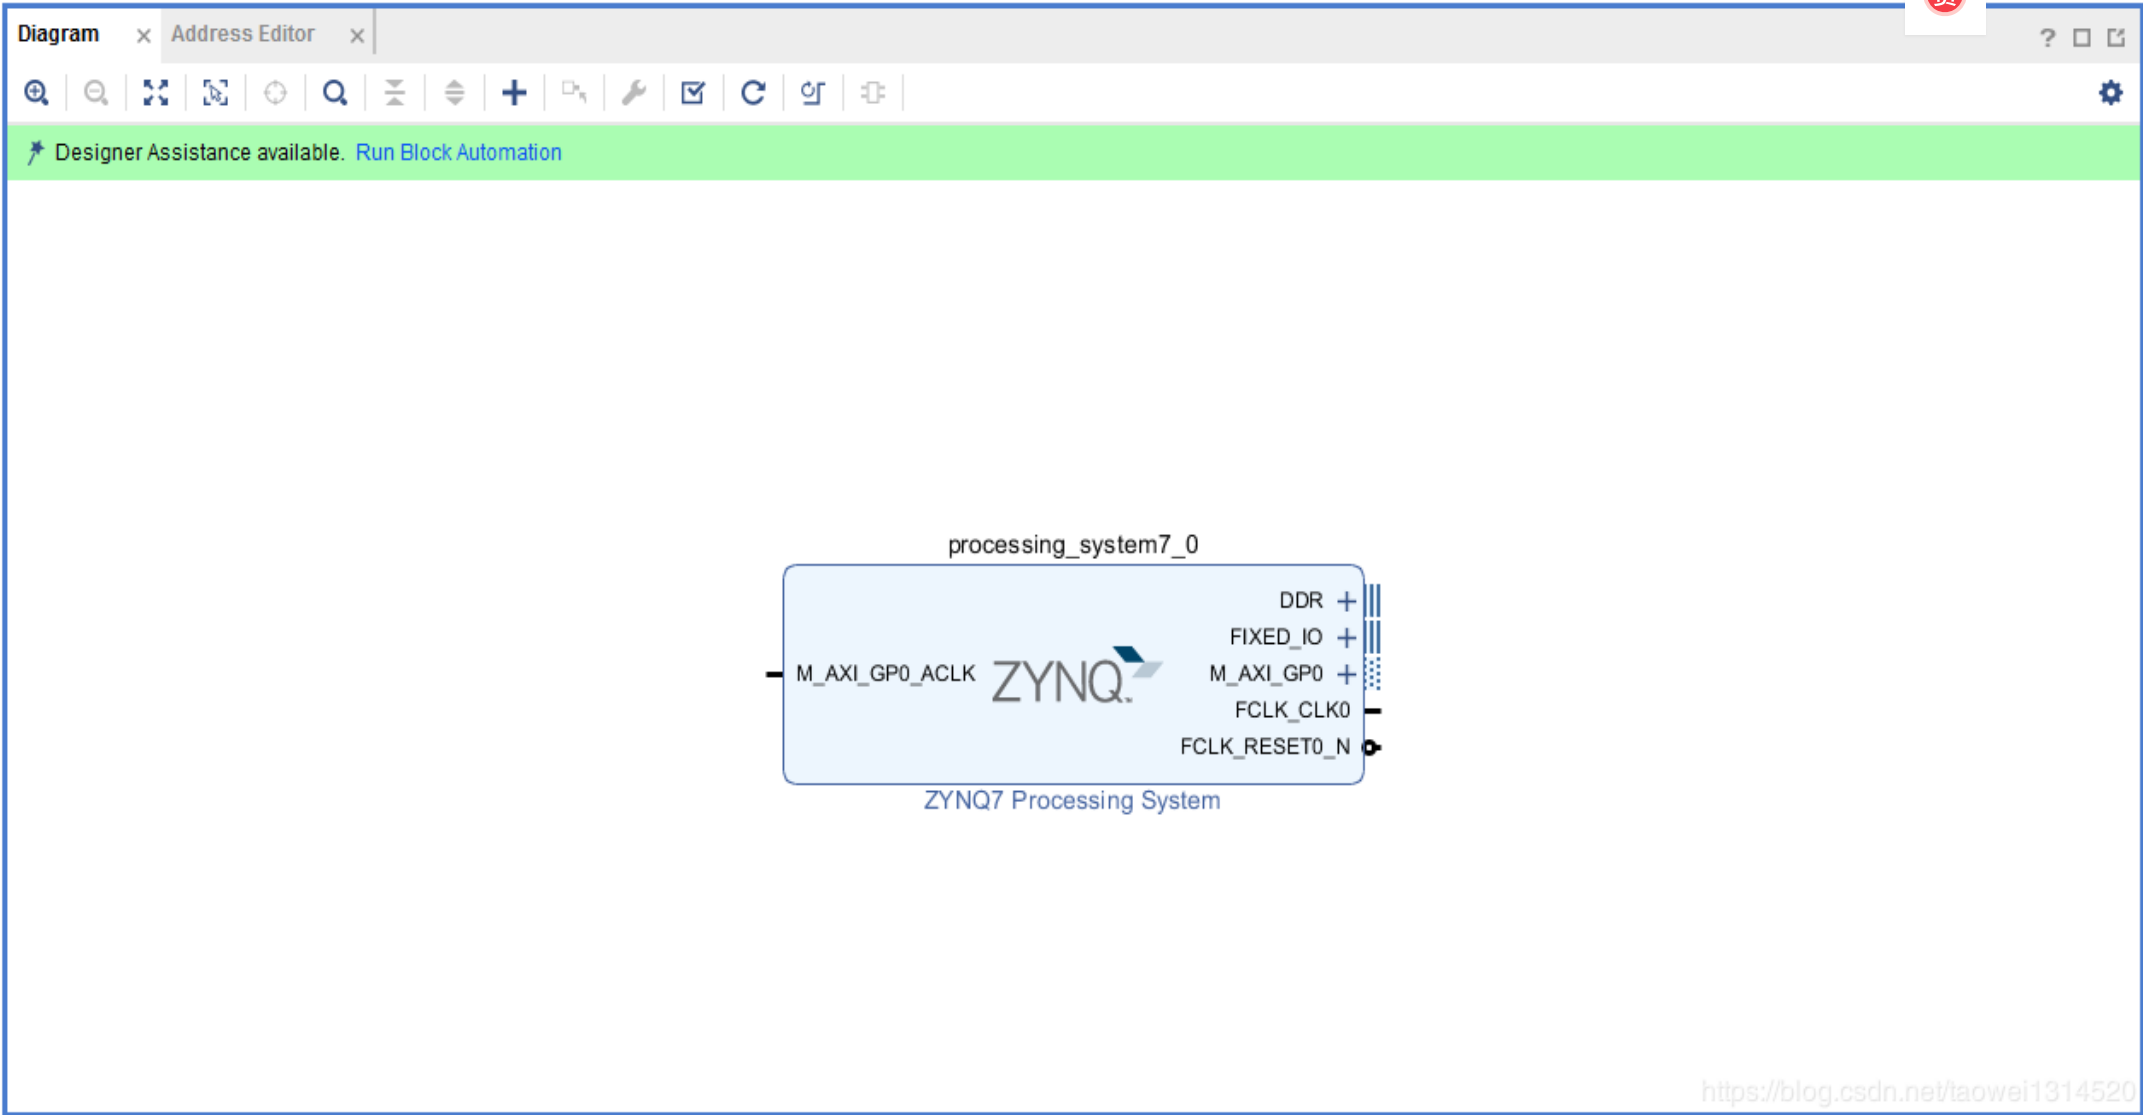 Diagram
Address Editor
Designer Assistance available. Run Block Automation
processing_system7_0
DDR
FIXED_IO
M_AXI_GP0_ACLK
ZYNQ
M_AXI_GP0
FCLK_CLK0
FCLK_RESET0_N
ZYNQ7 Processing System
https://blog.csdn.net/taowei1314520